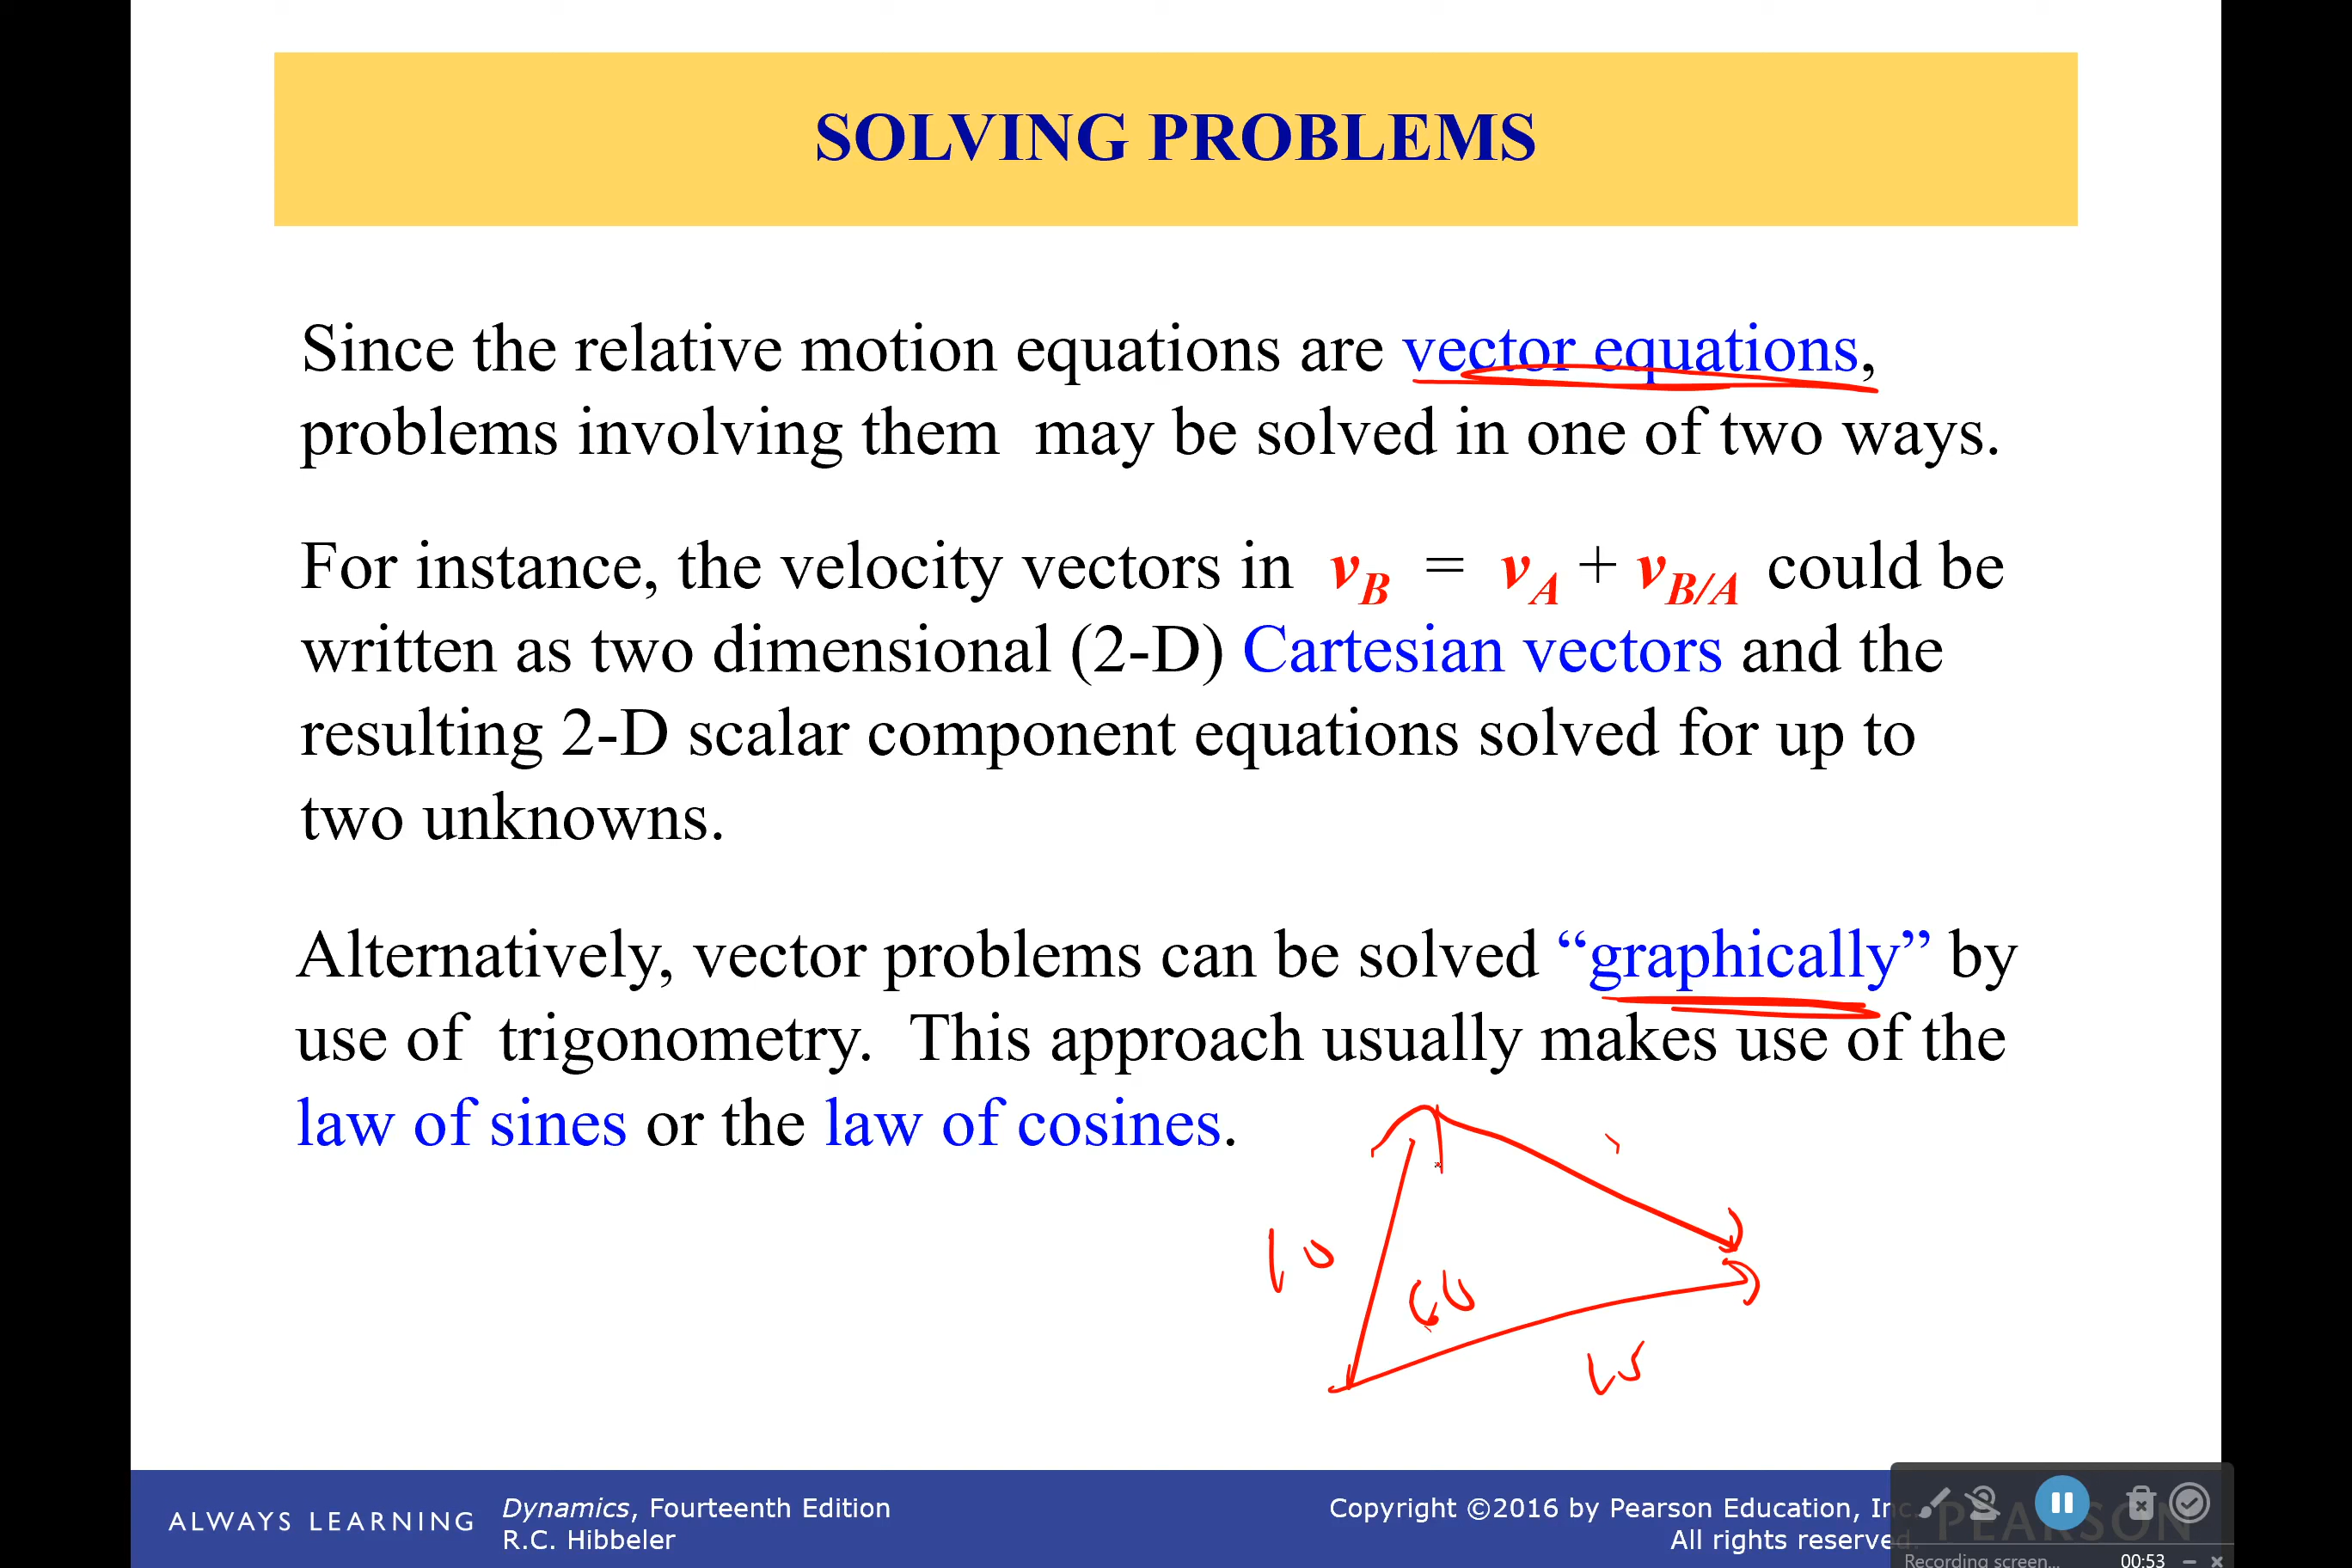 SOLVING PROBLEMS
Since the relative motion equations are vector equations,
problems involving them may be solved in one of two ways.
For instance, the velocity vectors in vB = vA + vB/A could be
written as two dimensional (2-D) Cartesian vectors and the
resulting 2-D scalar component equations solved for up to
two unknowns.
Alternatively, vector problems can be solved “graphically” by
use of trigonometry. This approach usually makes use of the
law of sines or the law of cosines.
10
60
ALWAYS LEARNING
Dynamics, Fourteenth Edition
R.C. Hibbeler
Copyright ©2016 by Pearson Education, Inc.
All rights reserved.
PEARSON
Recording screen... 00:53